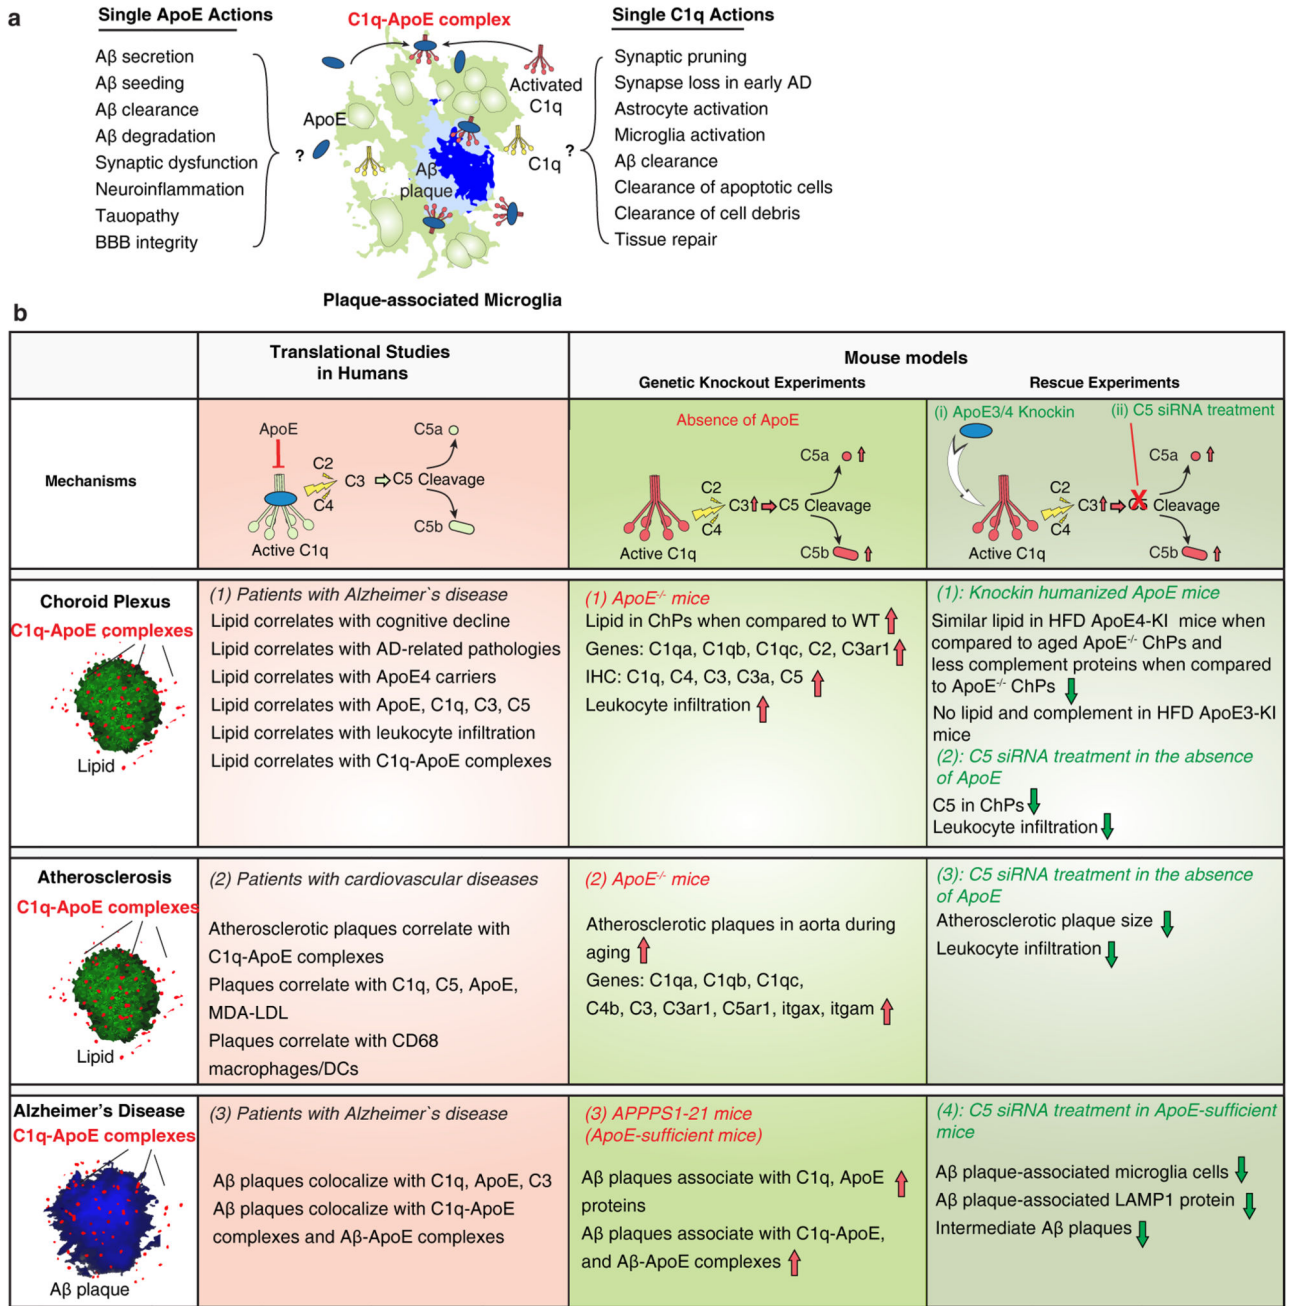 a
Single ApoE Actions
Aβ secretion
Aβ seeding
Aβ clearance
Aβ degradation
Synaptic dysfunction
Neuroinflammation
Tauopathy
BBB integrity
?
C1q-ApoE complex
Activated
C1q
ApoE
C1q
Aβ
plaque
Plaque-associated Microglia
?
Single C1q Actions
Synaptic pruning
Synapse loss in early AD
Astrocyte activation
Microglia activation
Aβ clearance
Clearance of apoptotic cells
Clearance of cell debris
Tissue repair
b
Translational Studies
in Humans
Mouse models
Genetic Knockout Experiments
Rescue Experiments
Mechanisms
ApoE
Active C1q
C2
C4
C3
C5 Cleavage
C5a
C5b
Absence of ApoE
Active C1q
C2
C4
C3
C5 Cleavage
C5a
C5b
(i) ApoE3/4 Knockin
(ii) C5 siRNA treatment
Active C1q
C2
C4
C3
C5 Cleavage
C5a
C5b
Choroid Plexus
C1q-ApoE complexes
Lipid
(1) Patients with Alzheimer`s disease
Lipid correlates with cognitive decline
Lipid correlates with AD-related pathologies
Lipid correlates with ApoE4 carriers
Lipid correlates with ApoE, C1q, C3, C5
Lipid correlates with leukocyte infiltration
Lipid correlates with C1q-ApoE complexes
(1) ApoE-/- mice
Lipid in ChPs when compared to WT
Genes: C1qa, C1qb, C1qc, C2, C3ar1
IHC: C1q, C4, C3, C3a, C5
Leukocyte infiltration
(1): Knockin humanized ApoE mice
Similar lipid in HFD ApoE4-KI mice when
compared to aged ApoE-/- ChPs and
less complement proteins when compared
to ApoE-/- ChPs
No lipid and complement in HFD ApoE3-KI
mice
(2): C5 siRNA treatment in the absence
of ApoE
C5 in ChPs
Leukocyte infiltration
Atherosclerosis
C1q-ApoE complexes
Lipid
(2) Patients with cardiovascular diseases
Atherosclerotic plaques correlate with
C1q-ApoE complexes
Plaques correlate with C1q, C5, ApoE,
MDA-LDL
Plaques correlate with CD68
macrophages/DCs
(2) ApoE-/- mice
Atherosclerotic plaques in aorta during
aging
Genes: C1qa, C1qb, C1qc,
C4b, C3, C3ar1, C5ar1, itgax, itgam
(3): C5 siRNA treatment in the absence
of ApoE
Atherosclerotic plaque size
Leukocyte infiltration
Alzheimer's Disease
C1q-ApoE complexes
Aβ plaque
(3) Patients with Alzheimer`s disease
Aβ plaques colocalize with C1q, ApoE, C3
Aβ plaques colocalize with C1q-ApoE
complexes and Aβ-ApoE complexes
(3) APPPS1-21 mice
(ApoE-sufficient mice)
Aβ plaques associate with C1q, ApoE
proteins
Aβ plaques associate with C1q-ApoE,
and Aβ-ApoE complexes
(4): C5 siRNA treatment in ApoE-sufficient
mice
Aβ plaque-associated microglia cells
Aβ plaque-associated LAMP1 protein
Intermediate Aβ plaques